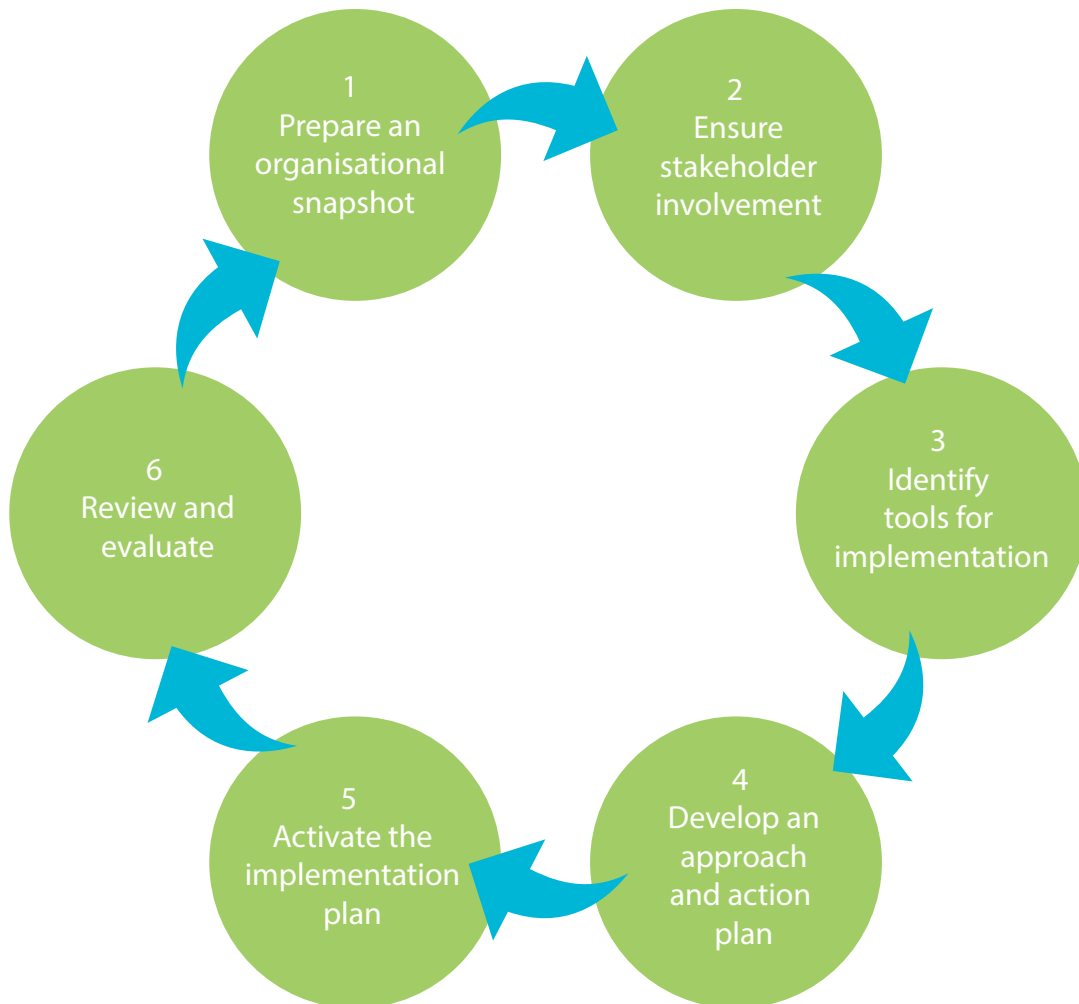 1
Prepare an
organisational
snapshot
2
Ensure
stakeholder
involvement
3
Identify
tools for
implementation
4
Develop an
approach
and action
plan
5
Activate the
implementation
plan
6
Review and
evaluate